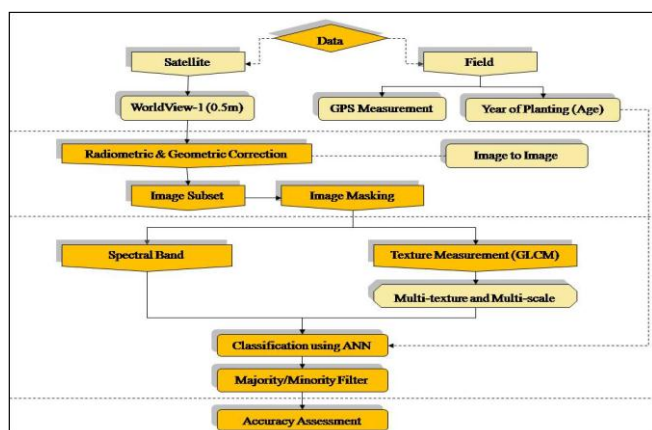 Data
Satellite
Field
WorldView-1 (0.5m)
GPS Measurement
Year of Planting (Age)
Radiometric & Geometric Correction
Image to Image
Image Subset
Image Masking
Spectral Band
Texture Measurement (GLCM)
Multi-texture and Multi-scale
Classification using ANN
Majority/Minority Filter
Accuracy Assessment